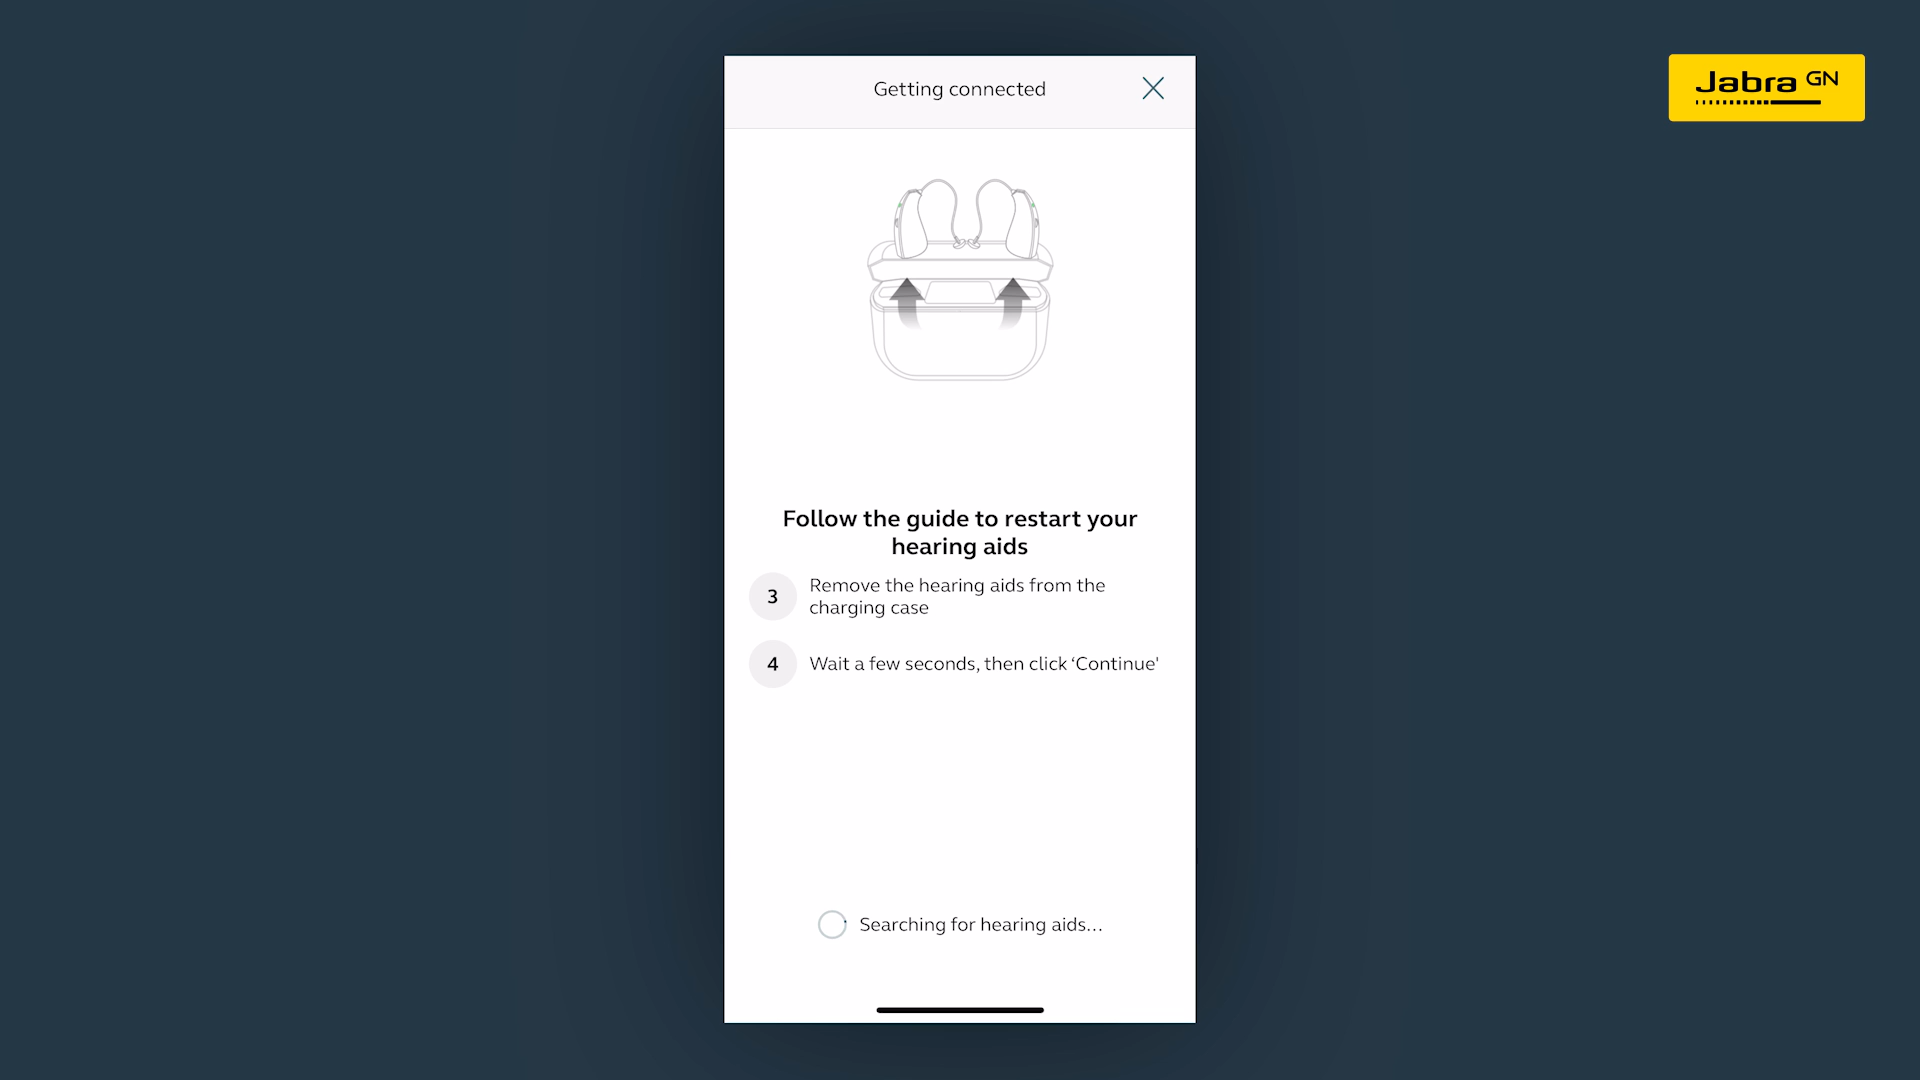 Getting connected
Jabra GN
Follow the guide to restart your
hearing aids
3
Remove the hearing aids from the
charging case
4
Wait a few seconds, then click ‘Continue'
Searching for hearing aids...